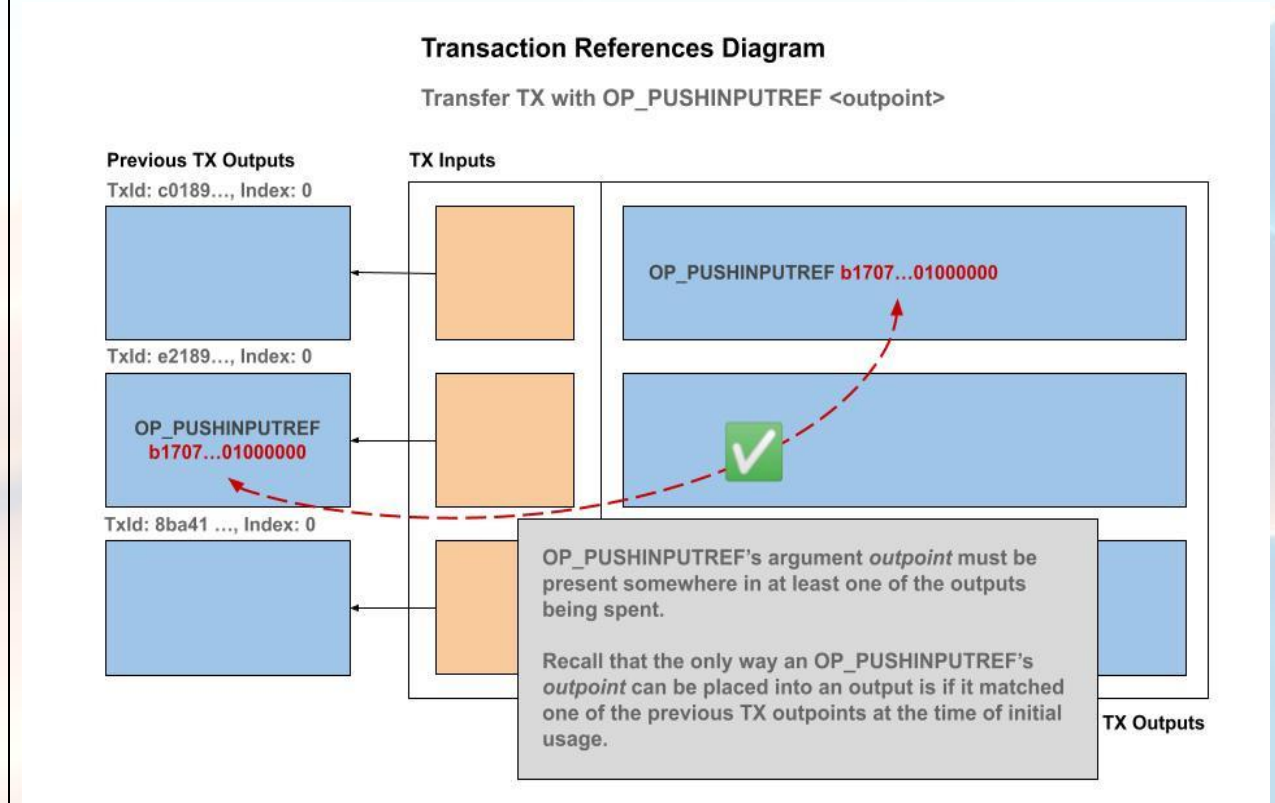 Transaction References Diagram
Transfer TX with OP_PUSHINPUTREF <outpoint>
Previous TX Outputs
TX Inputs
TxId: c0189…, Index: 0
OP_PUSHINPUTREF b1707…01000000
TxId: e2189…, Index: 0
OP_PUSHINPUTREF
b1707…01000000
TxId: 8ba41 …, Index: 0
OP_PUSHINPUTREF’s argument outpoint must be
present somewhere in at least one of the outputs
being spent.
Recall that the only way an OP_PUSHINPUTREF’s
outpoint can be placed into an output is if it matched
one of the previous TX outpoints at the time of initial
usage.
TX Outputs